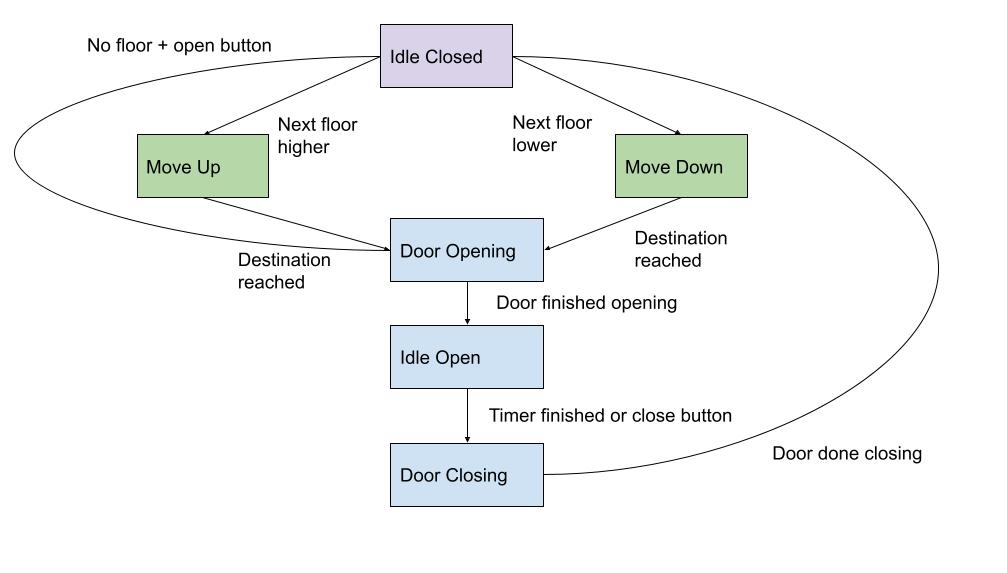 No floor + open button
Idle Closed
Next floor
higher
Next floor
lower
Move Up
Move Down
Door Opening
Destination
reached
Destination
reached
Door finished opening
Idle Open
Timer finished or close button
Door Closing
Door done closing